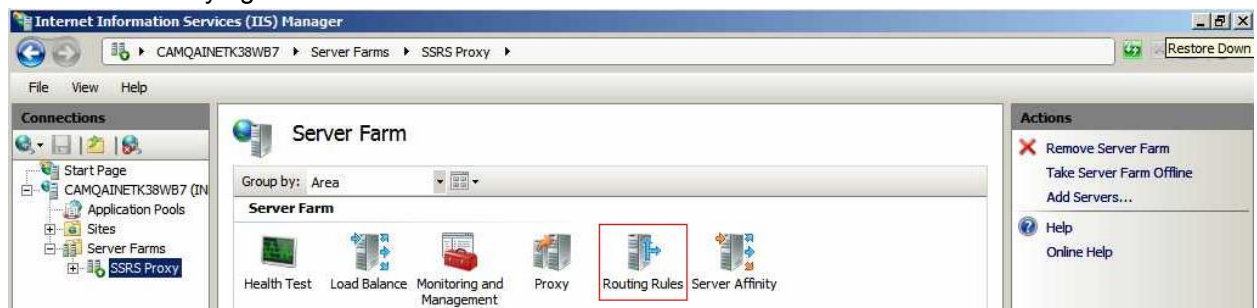 Internet Information Services (IIS) Manager
CAMQAINETK38WB7 Server Farms SSRS Proxy
Restore Down
File View Help
Connections
Start Page
CAMQAINETK38WB7 (IN
Application Pools
Sites
Server Farms
SSRS Proxy
Server Farm
Group by: Area
Server Farm
Health Test
Load Balance
Monitoring and
Management
Proxy
Routing Rules
Server Affinity
Actions
Remove Server Farm
Take Server Farm Offline
Add Servers...
Help
Online Help